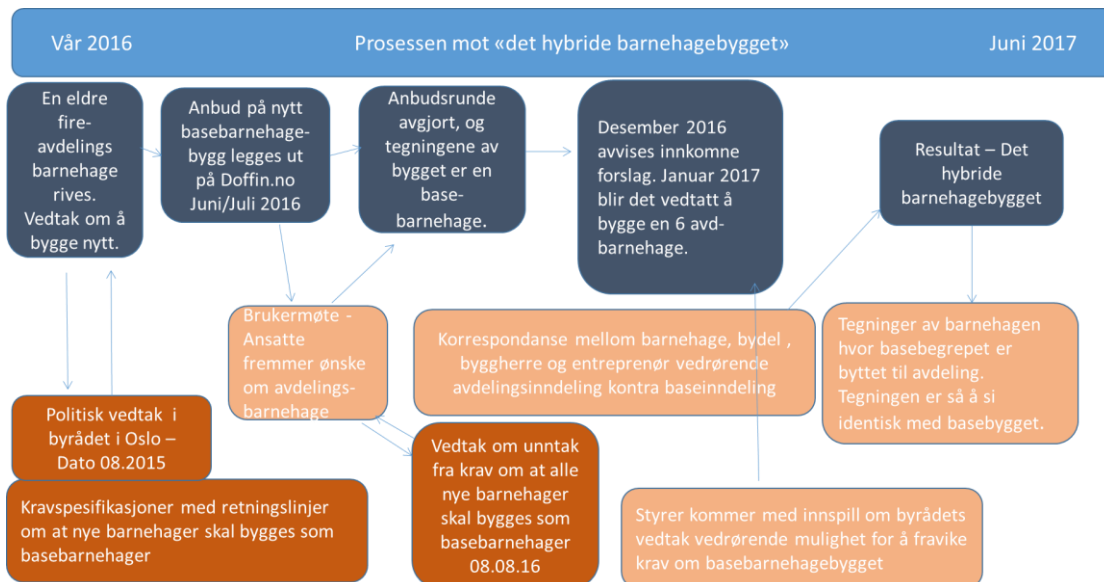 Vår 2016
Prosessen mot «det hybride barnehagebygget»
Juni 2017
En eldre
fire-
avdelings
barnehage
rives.
Vedtak om å
bygge nytt.
Anbud på nytt
basebarnehage-
bygg legges ut
på Doffin.no
Juni/Juli 2016
Anbudsrunde
avgjort, og
tegningene av
bygget er en
base-
barnehage.
Desember 2016
avvises innkomne
forslag. Januar 2017
blir det vedtatt å
bygge en 6 avd-
barnehage.
Resultat – Det
hybride
barnehagebygget
Brukermøte -
Ansatte
fremmer ønske
om avdelings-
barnehage
Korrespondanse mellom barnehage, bydel ,
byggherre og entreprenør vedrørende
avdelingsinndeling kontra baseinndeling
Tegninger av barnehagen
hvor basebegrepet er
byttet til avdeling.
Tegningen er så å si
identisk med basebygget.
Politisk vedtak i
byrådet i Oslo –
Dato 08.2015
Kravspesifikasjoner med retningslinjer
om at nye barnehager skal bygges som
basebarnehager
Vedtak om unntak
fra krav om at alle
nye barnehager
skal bygges som
basebarnehager
08.08.16
Styrer kommer med innspill om byrådets
vedtak vedrørende mulighet for å fravike
krav om basebarnehagebygget